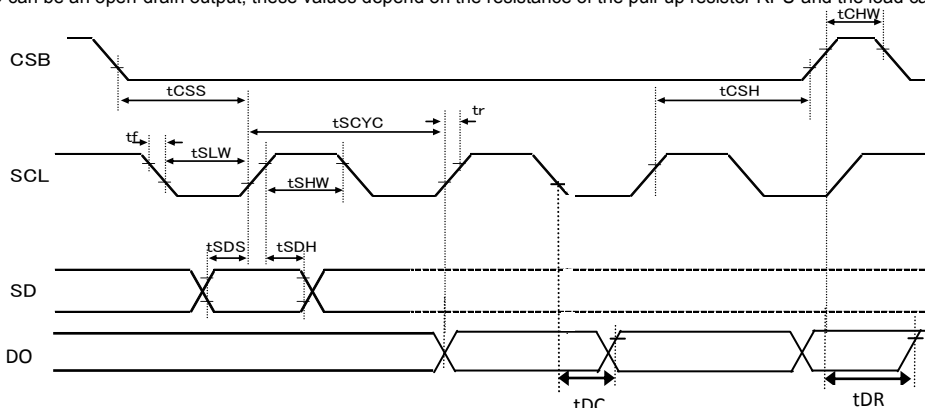 can be an open-drain output, these values depend on the resistance of the pull-up resistor RPU and the load ca
tCHW
CSB
tCSS
tCSH
tSCYC
tr
tf
tSLW
SCL
tSHW
tSDS
tSDH
SD
DO
tDC
tDR